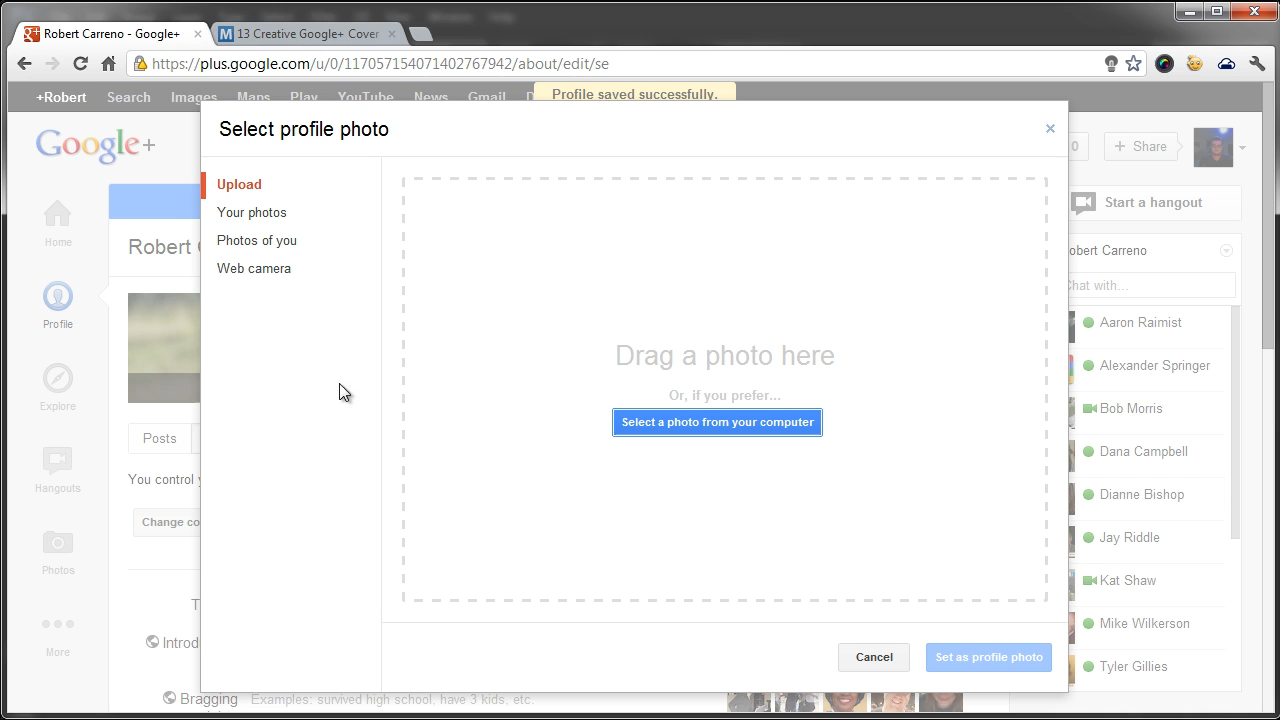 Robert Carreno - Google+
13 Creative Google+ Cover
https://plus.google.com/u/0/117057154071402767942/about/edit/se
+Robert Search Images Maps Play YouTube News Gmail D
Profile saved successfully.
Google+
Select profile photo
0
+ Share
Upload
Your photos
Photos of you
Web camera
Drag a photo here
Or, if you prefer...
Select a photo from your computer
Cancel
Set as profile photo
Home
Profile
Explore
Hangouts
Photos
More
Robert C
Posts
You control y
Change co
T
Introd
Bragging Examples: survived high school, have 3 kids, etc.
Start a hangout
obert Carreno
Chat with...
Aaron Raimist
Alexander Springer
Bob Morris
Dana Campbell
Dianne Bishop
Jay Riddle
Kat Shaw
Mike Wilkerson
Tyler Gillies